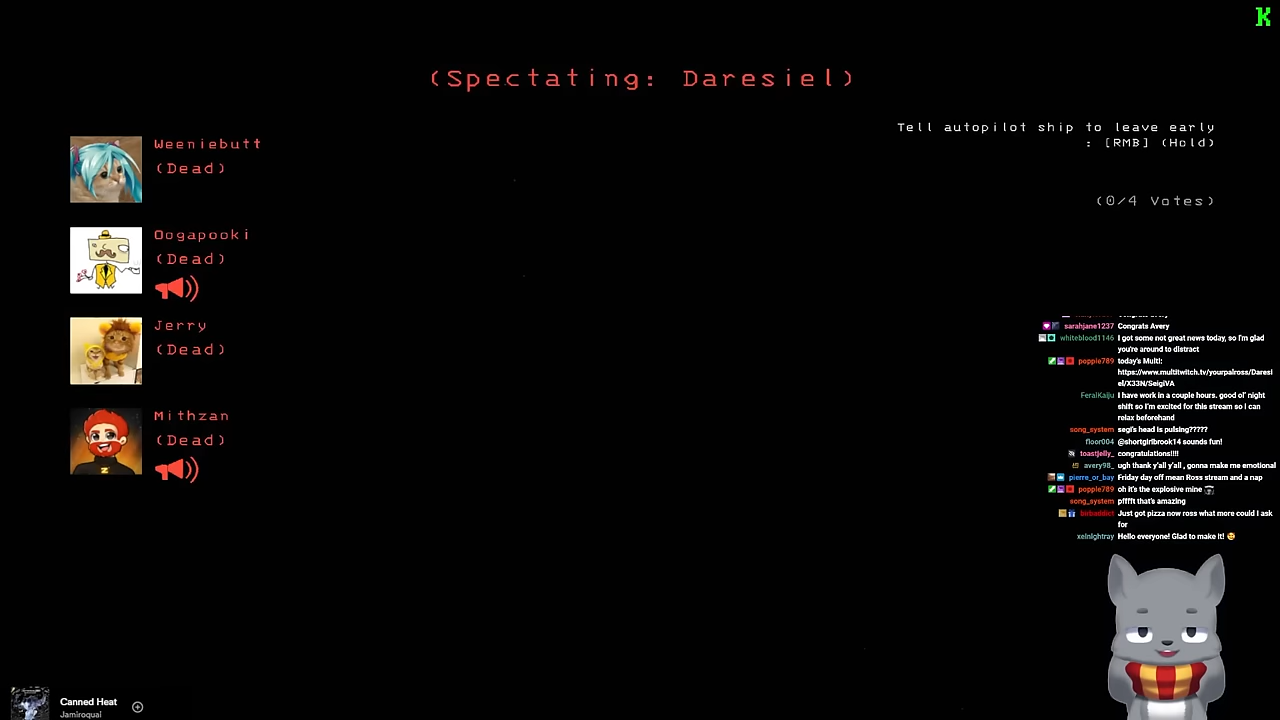 K
(Spectating: Daresiel)
Tell autopilot ship to leave early
: [RMB] (Hold)
(0/4 Votes)
Weeniebutt
(Dead)
Oogapooki
(Dead)
Jerry
(Dead)
Mithzan
(Dead)
sarahjane1237 Congrats Avery
whiteblood1146 I got some not great news today, so I'm glad
you're around to distract
poppie789 today's Multi:
https://www.multitwitch.tv/yourpalross/Daresi
el/X33N/SeigiVA
FeralKaiju I have work in a couple hours. good ol' night
shift so I'm excited for this stream so I can
relax beforehand
song_system segi's head is pulsing?????
floor004 @shortgirlbrook14 sounds fun!
toastjelly_ congratulations!!!!
avery98_ ugh thank y'all y'all , gonna make me emotional
pierre_or_bay Friday day off mean Ross stream and a nap
poppie789 oh it's the explosive mine
song_system pfffft that's amazing
Just got pizza now ross what more could I ask
for
xelnightray Hello everyone! Glad to make it!
Canned Heat
Jamiroquai